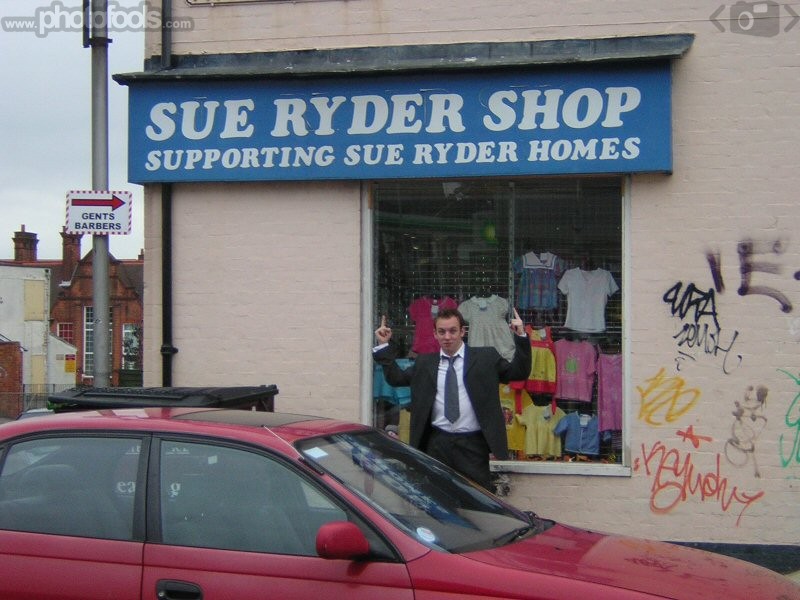 www.photofools.com
SUE RYDER SHOP
SUPPORTING SUE RYDER HOMES
GENTS
BARBERS